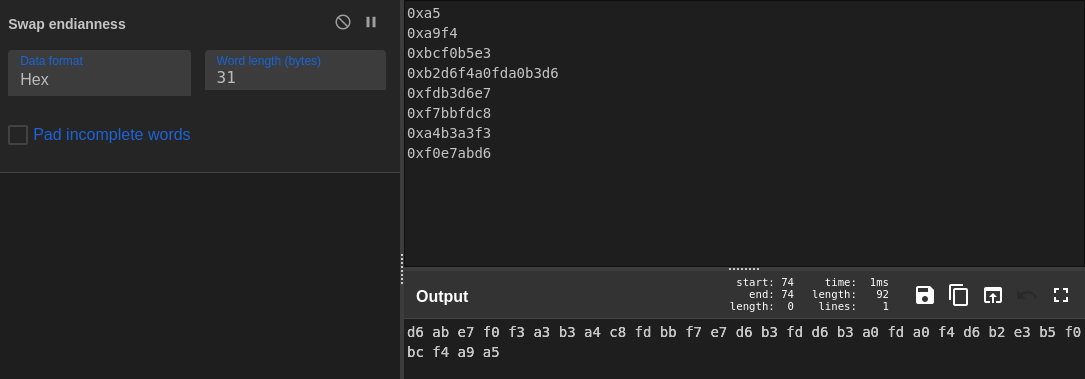 Swap endianness
Data format
Hex
Word length (bytes)
31
Pad incomplete words
0xa5
0xa9f4
0xbcf0b5e3
0xb2d6f4a0fda0b3d6
0xfdb3d6e7
0xf7bbfdc8
0xa4b3a3f3
0xf0e7abd6
Output
start: 74
end: 74
length: 0
time: 1ms
length: 92
lines: 1
d6 ab e7 f0 f3 a3 b3 a4 c8 fd bb f7 e7 d6 b3 fd d6 b3 a0 fd a0 f4 d6 b2 e3 b5 f0
bc f4 a9 a5